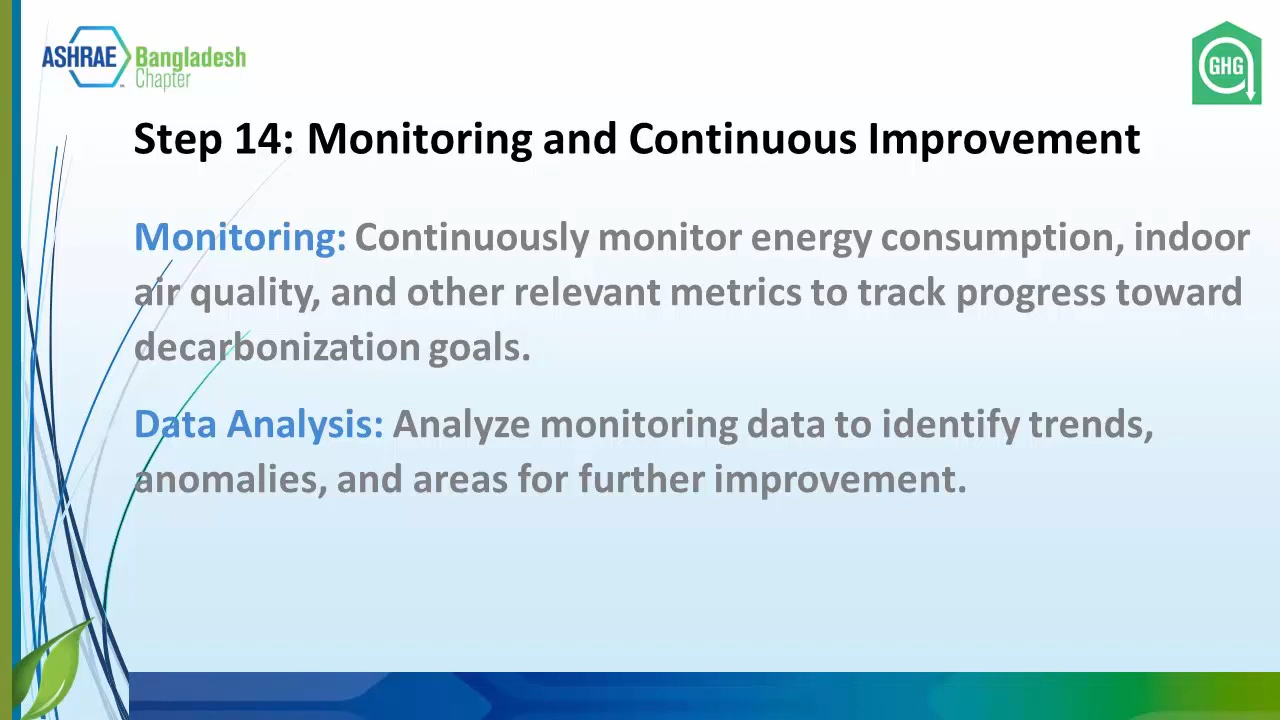 ASHRAE Bangladesh
Chapter
GHG
Step 14: Monitoring and Continuous Improvement
Monitoring: Continuously monitor energy consumption, indoor
air quality, and other relevant metrics to track progress toward
decarbonization goals.
Data Analysis: Analyze monitoring data to identify trends,
anomalies, and areas for further improvement.